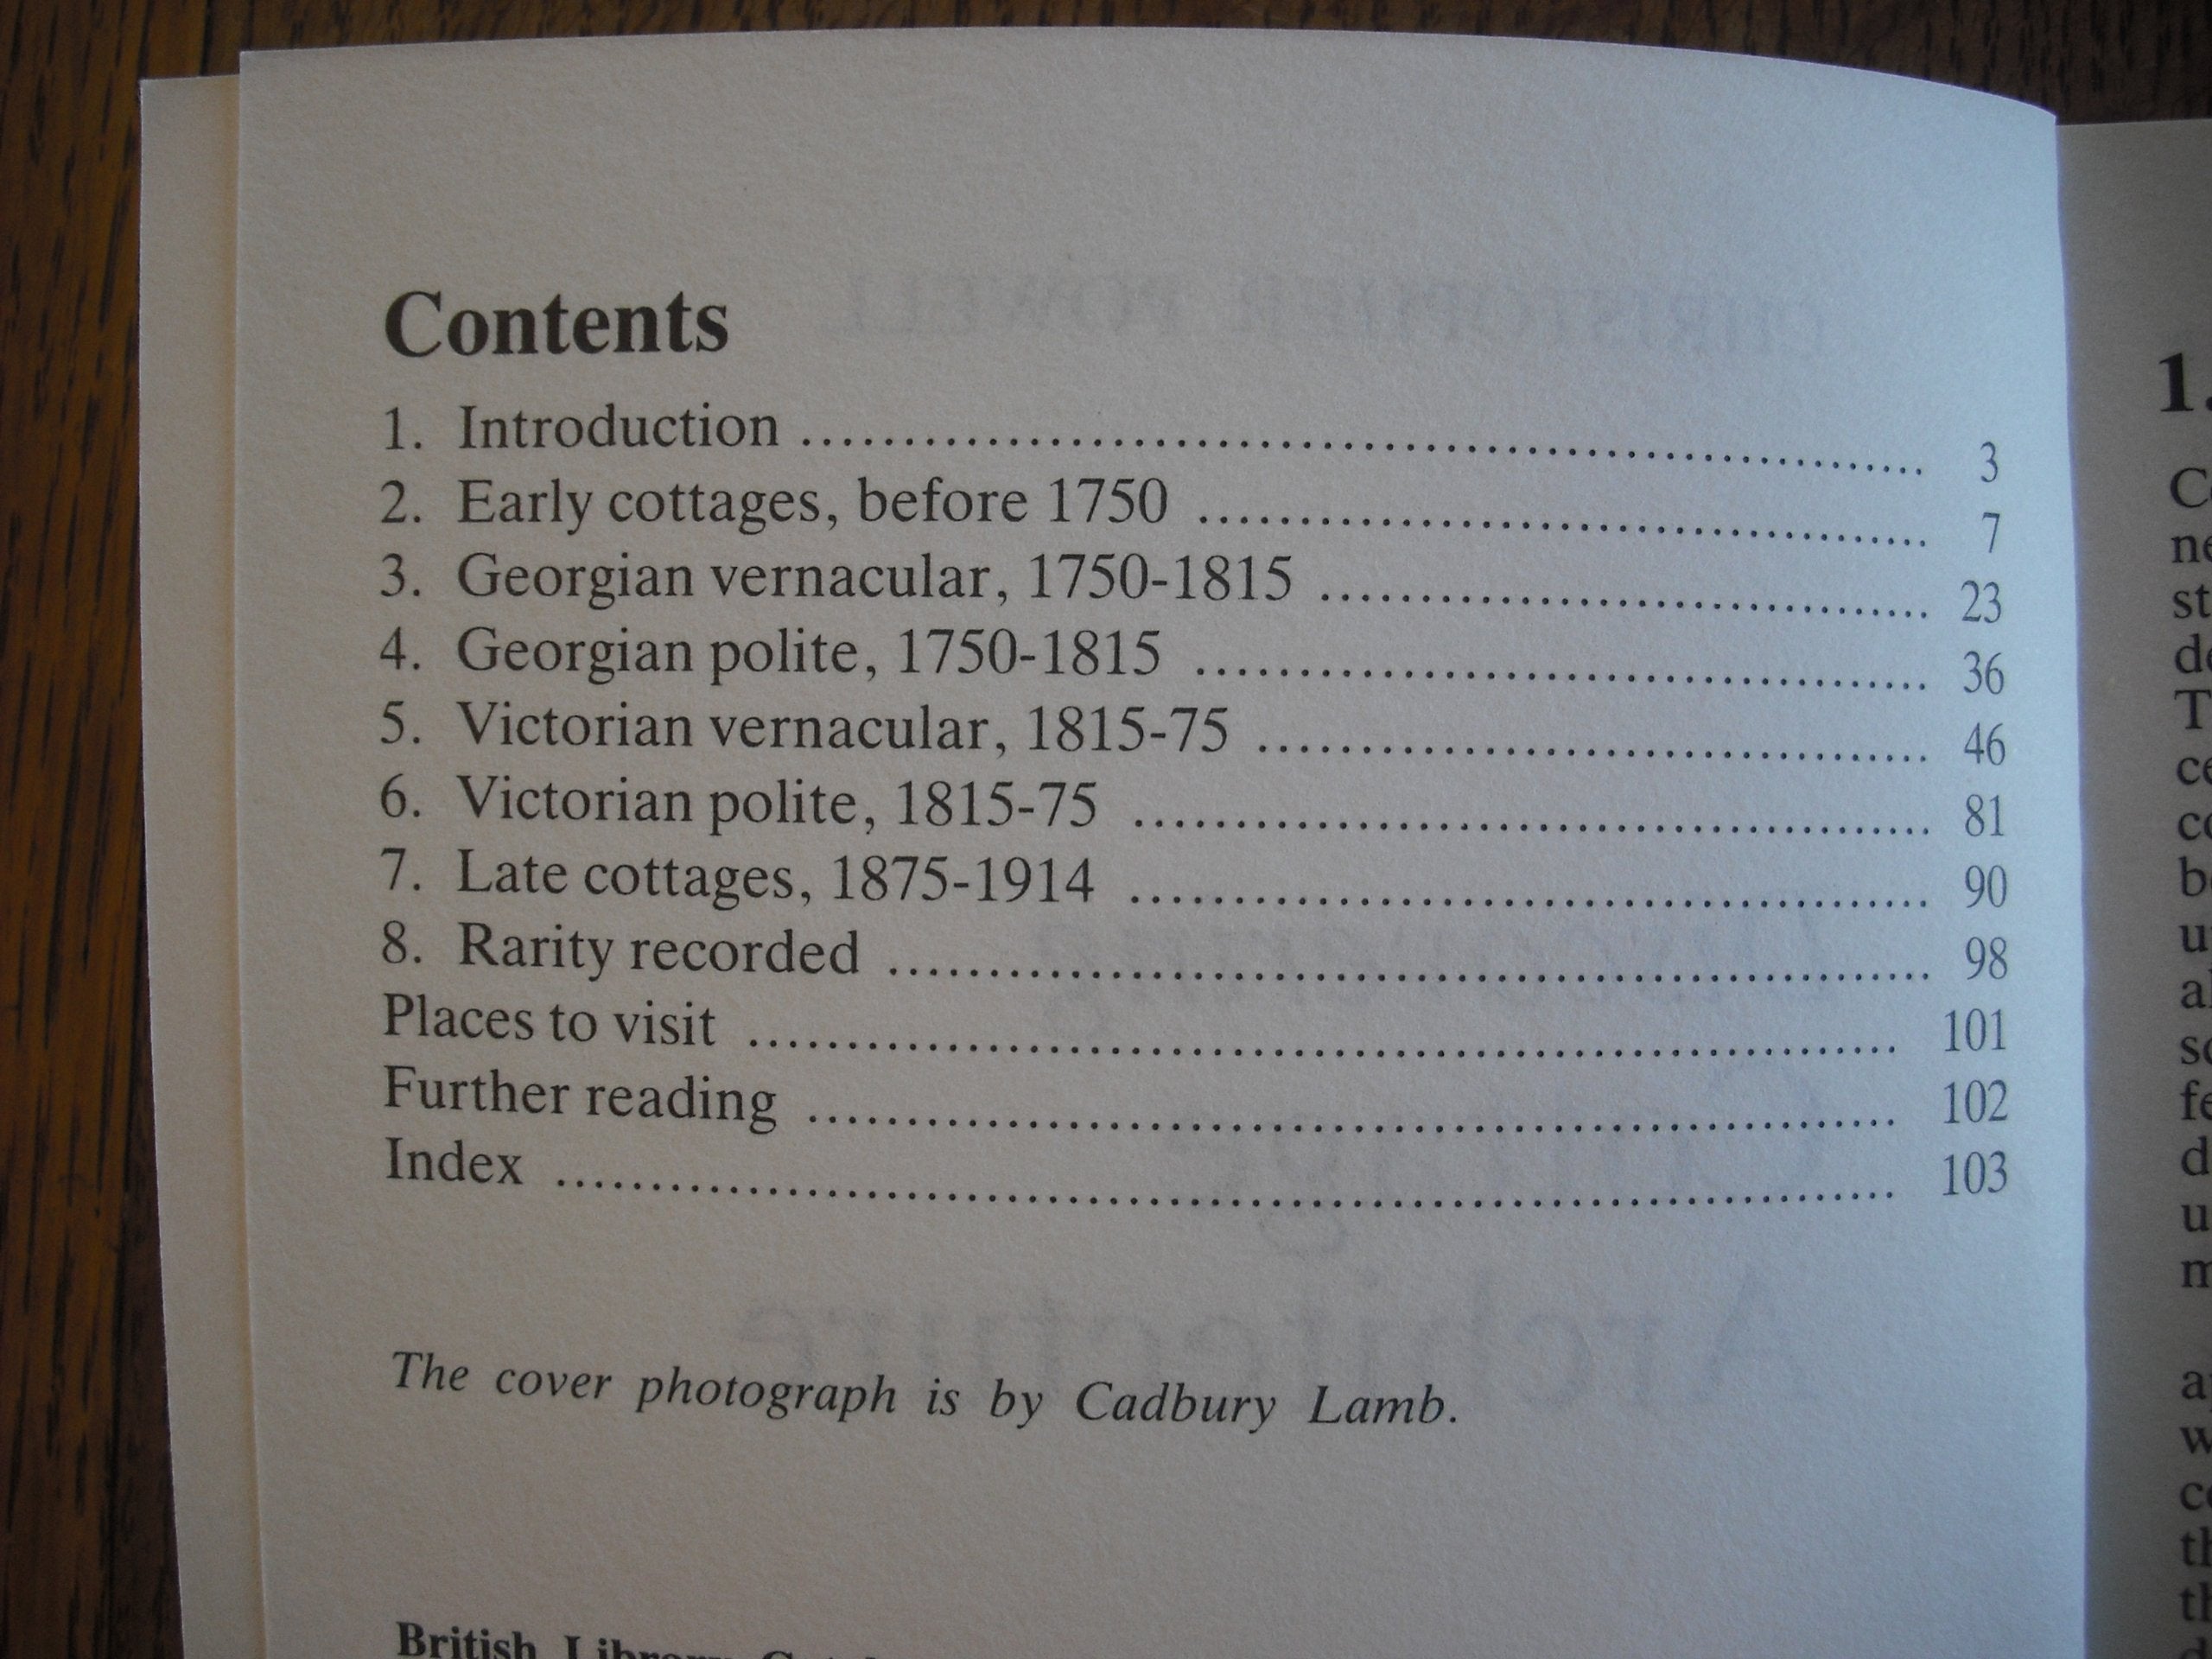 Contents
1. Introduction ........ 3
2. Early cottages, before 1750 ........ 7
3. Georgian vernacular, 1750-1815 ........ 23
4. Georgian polite, 1750-1815 ........ 36
5. Victorian vernacular, 1815-75 ........ 46
6. Victorian polite, 1815-75 ........ 81
7. Late cottages, 1875-1914 ........ 90
8. Rarity recorded ........ 98
Places to visit ........ 101
Further reading ........ 102
Index ........ 103
The cover photograph is by Cadbury Lamb.
British Library
1.